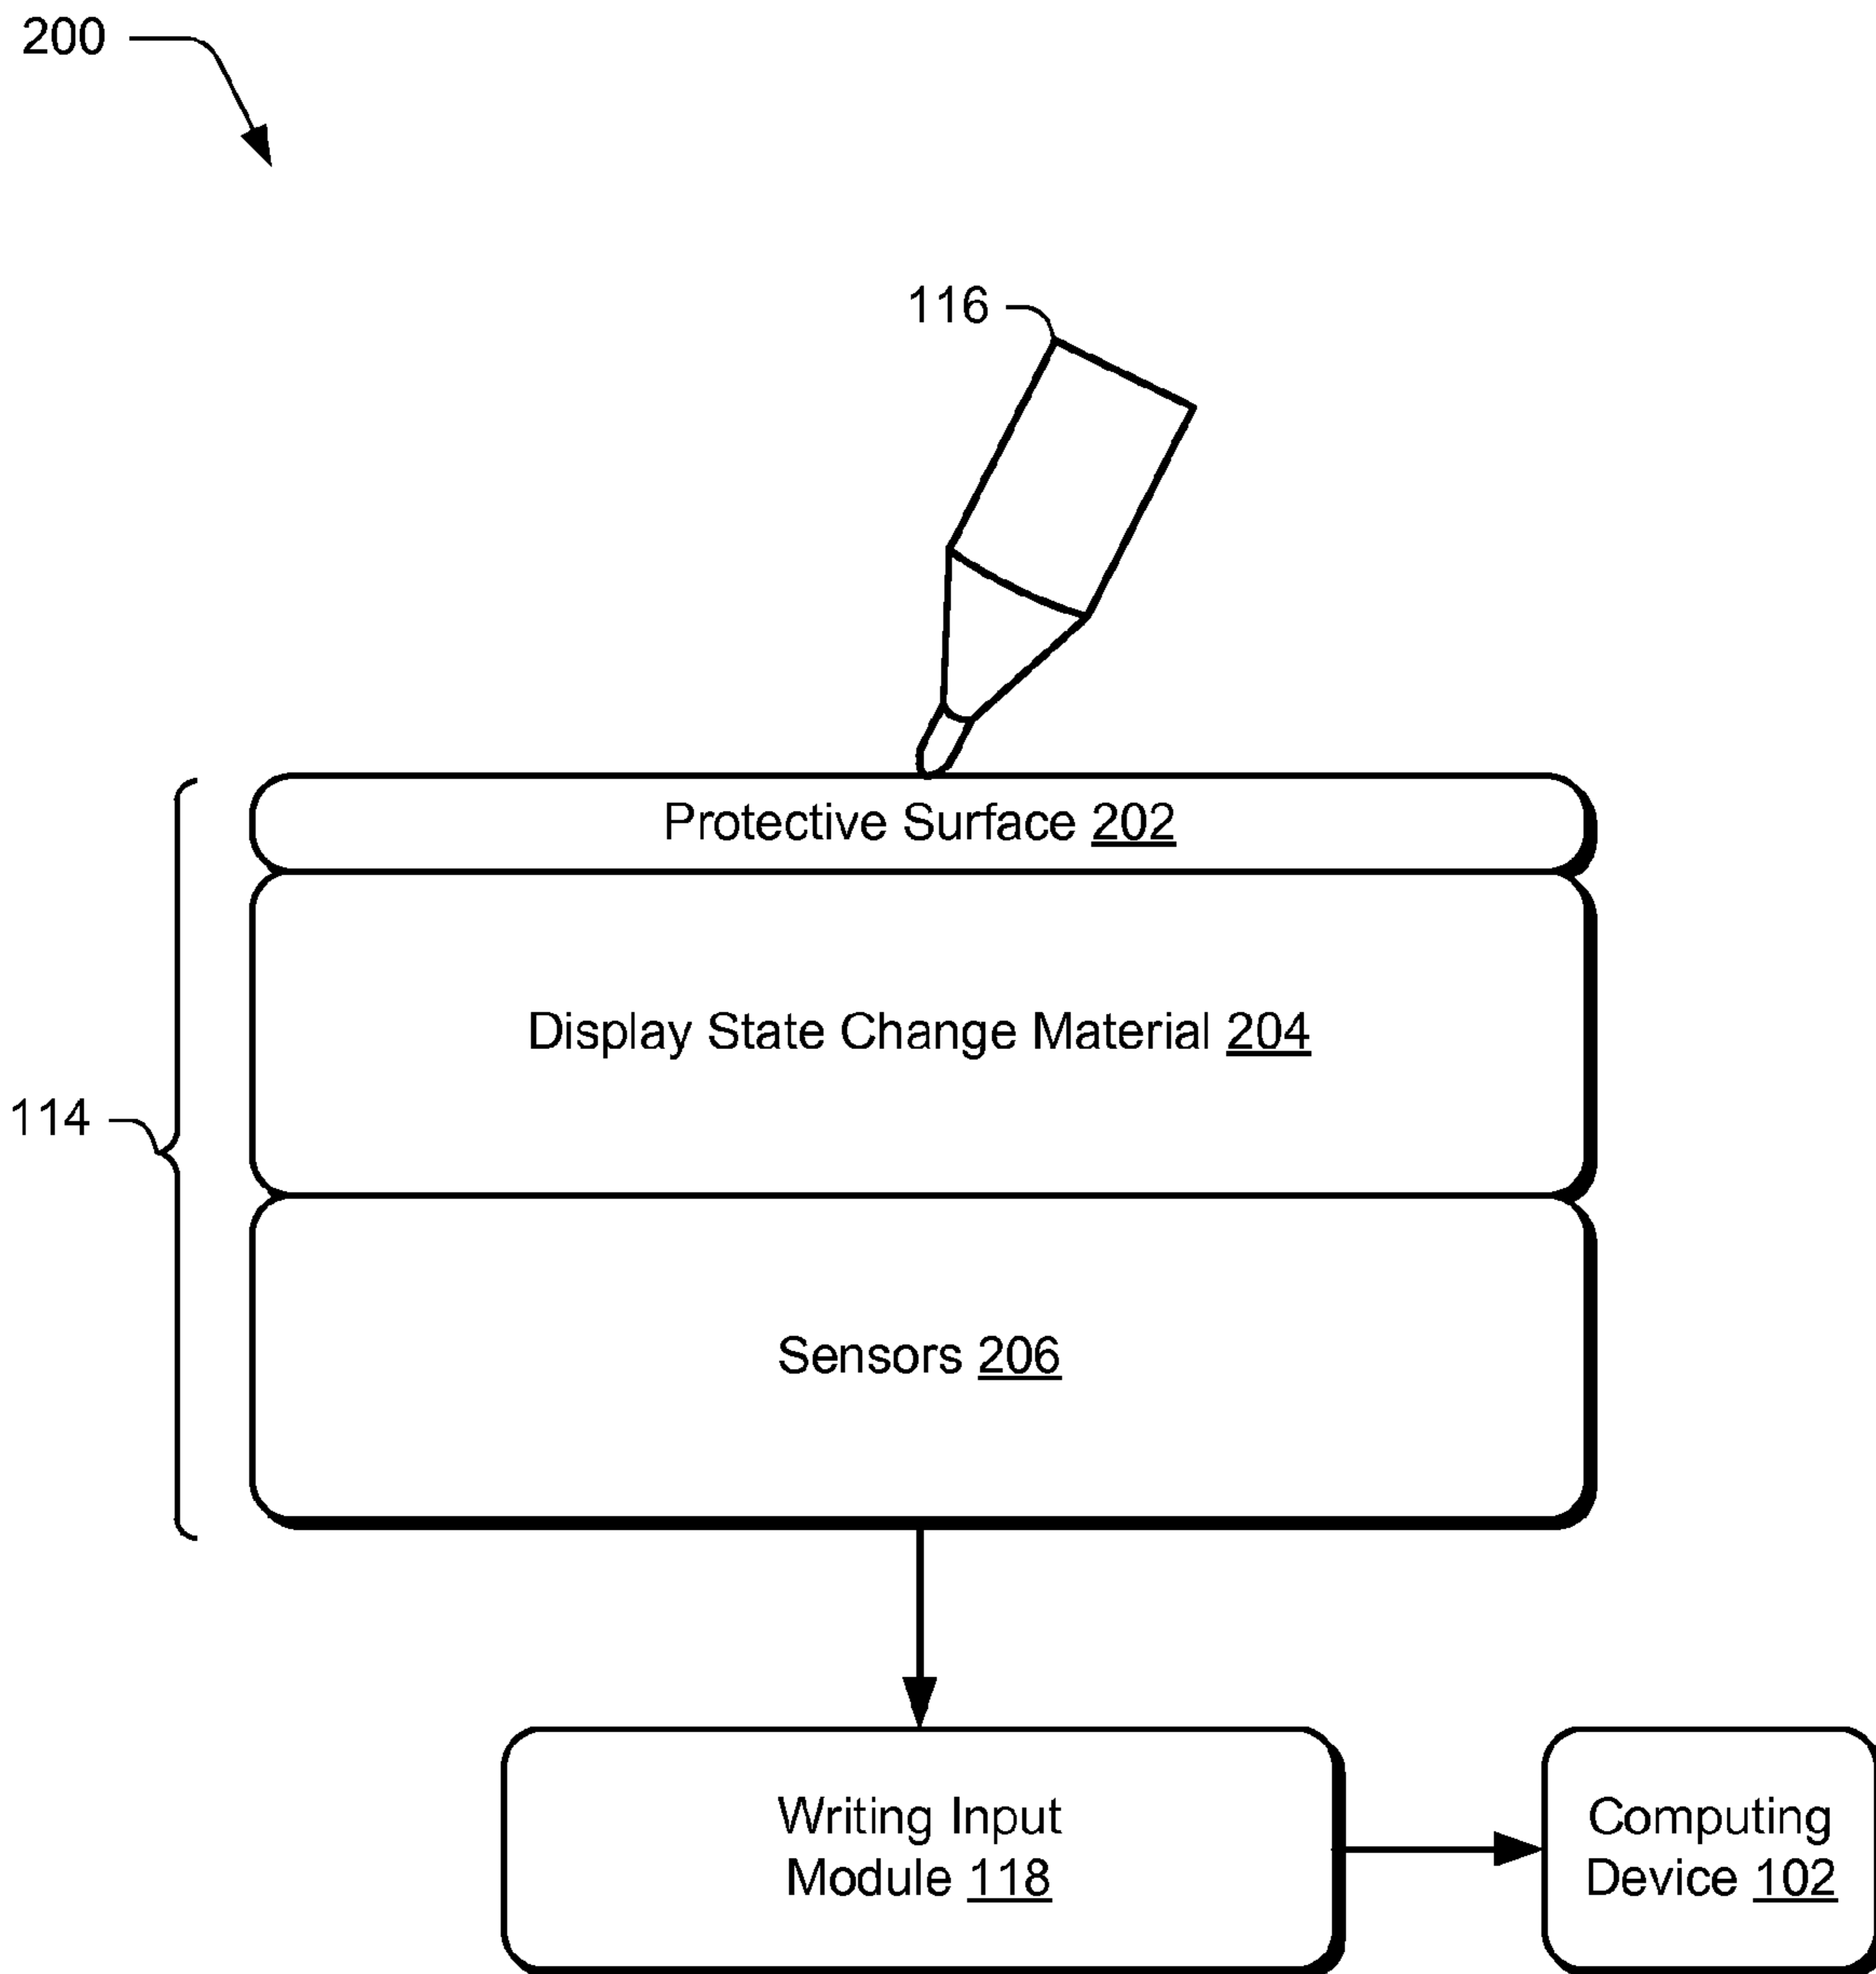 200
116
Protective Surface 202
Display State Change Material 204
114
Sensors 206
Writing Input
Module 118
Computing
Device 102